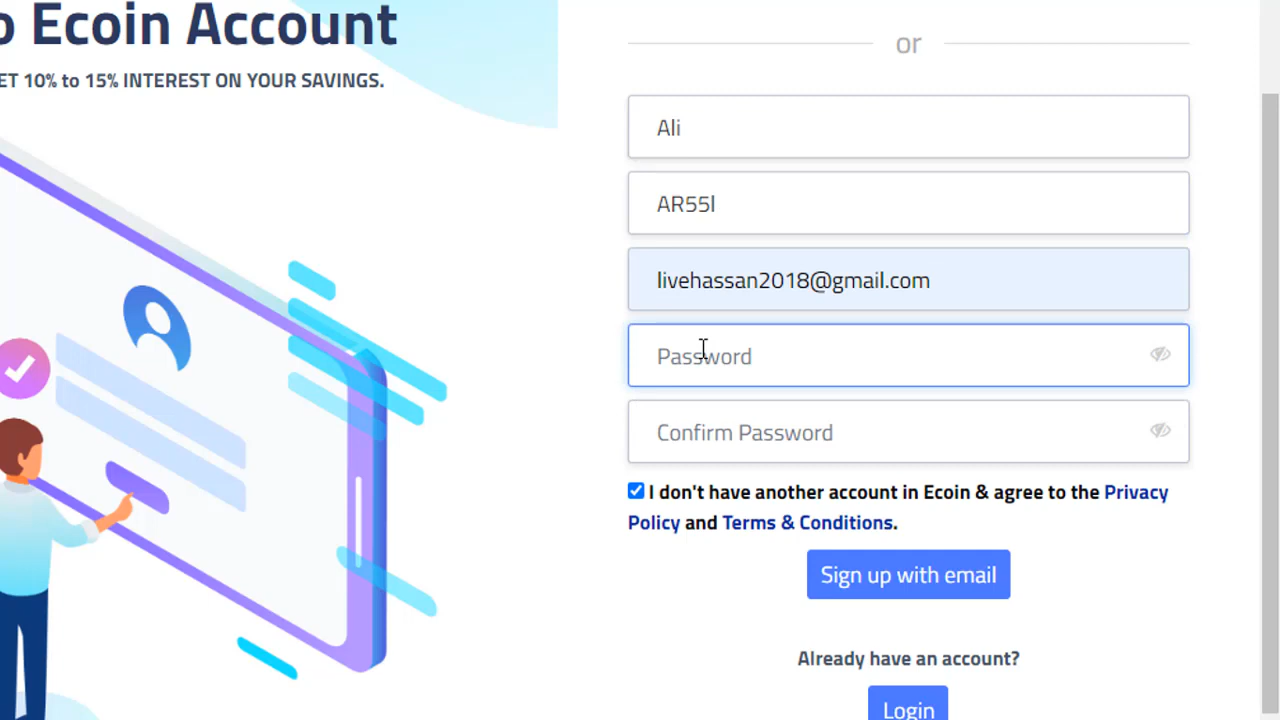 o Ecoin Account
ET 10% to 15% INTEREST ON YOUR SAVINGS.
or
Ali
AR55l
livehassan2018@gmail.com
Password
Confirm Password
I don't have another account in Ecoin & agree to the Privacy
Policy and Terms & Conditions.
Sign up with email
Already have an account?
Login